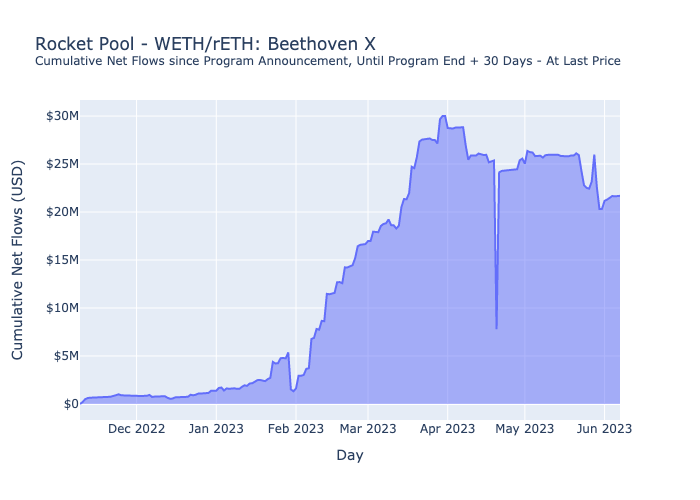 Rocket Pool - WETH/rETH: Beethoven X
Cumulative Net Flows since Program Announcement, Until Program End + 30 Days - At Last Price
Cumulative Net Flows (USD)
$30M
$25M
$20M
$15M
$10M
$5M
$0
Dec 2022 Jan 2023 Feb 2023 Mar 2023 Apr 2023 May 2023 Jun 2023
Day